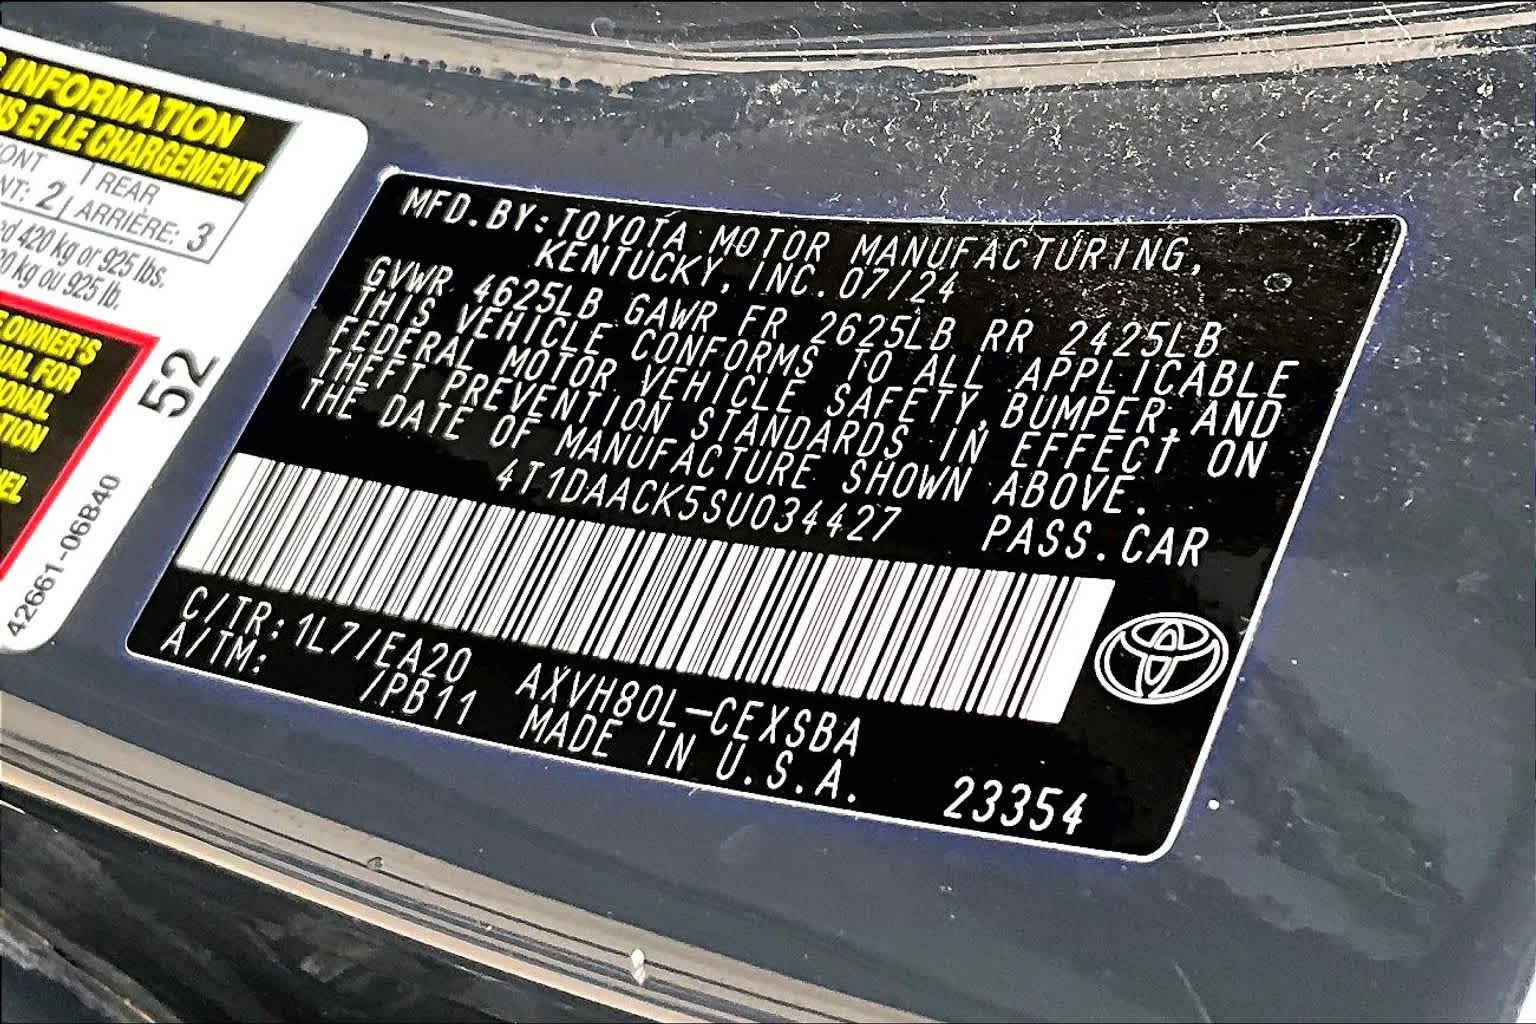 INFORMATION
ET LE CHARGEMENT
REAR
2
ARRIÈRE: 3
420 kg or 925 lbs.
kg ou 925 lb.
OWNER'S
FOR
52
42661-06B40
MFD.BY:TOYOTA MOTOR MANUFACTURING,
KENTUCKY, INC. 07/24
GVWR 4625LB GAWR FR 2625LB RR 2425LB
THIS VEHICLE CONFORMS TO ALL APPLICABLE
FEDERAL MOTOR VEHICLE SAFETY, BUMPER, AND
THEFT PREVENTION STANDARDS IN EFFECT ON
THE DATE OF MANUFACTURE SHOWN ABOVE.
4T1DAACK5SU034427 PASS.CAR
C/TR:1L7/EA20 AXVH80L-CEXSBA
A/TM: /PB11 MADE IN U.S.A.
23354